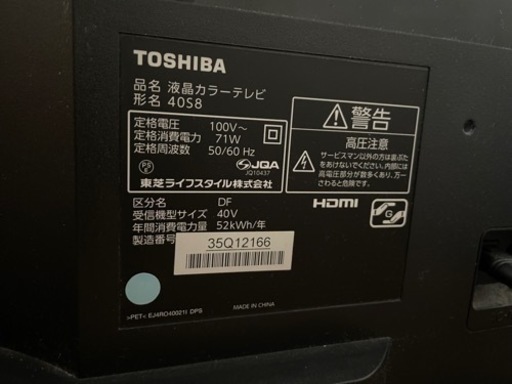 TOSHIBA
品名 液晶カラーテレビ
形名 40S8
定格電圧 100V~
定格消費電力 71W
定格周波数 50/60 Hz
PS
JQA
JQ10437
東芝ライフスタイル株式会社
区分名 DF
受信機型サイズ 40V
年間消費電力量 52kWh/年
製造番号
35Q12166
>PET< EJ4RO40021I DPS
MADE IN CHINA
警告
高圧注意
サービスマン以外の方は裏ぶた
をあけないでください。内部には
高電圧部分が数多くあり、万一
さわると危険です。
HDMI
G